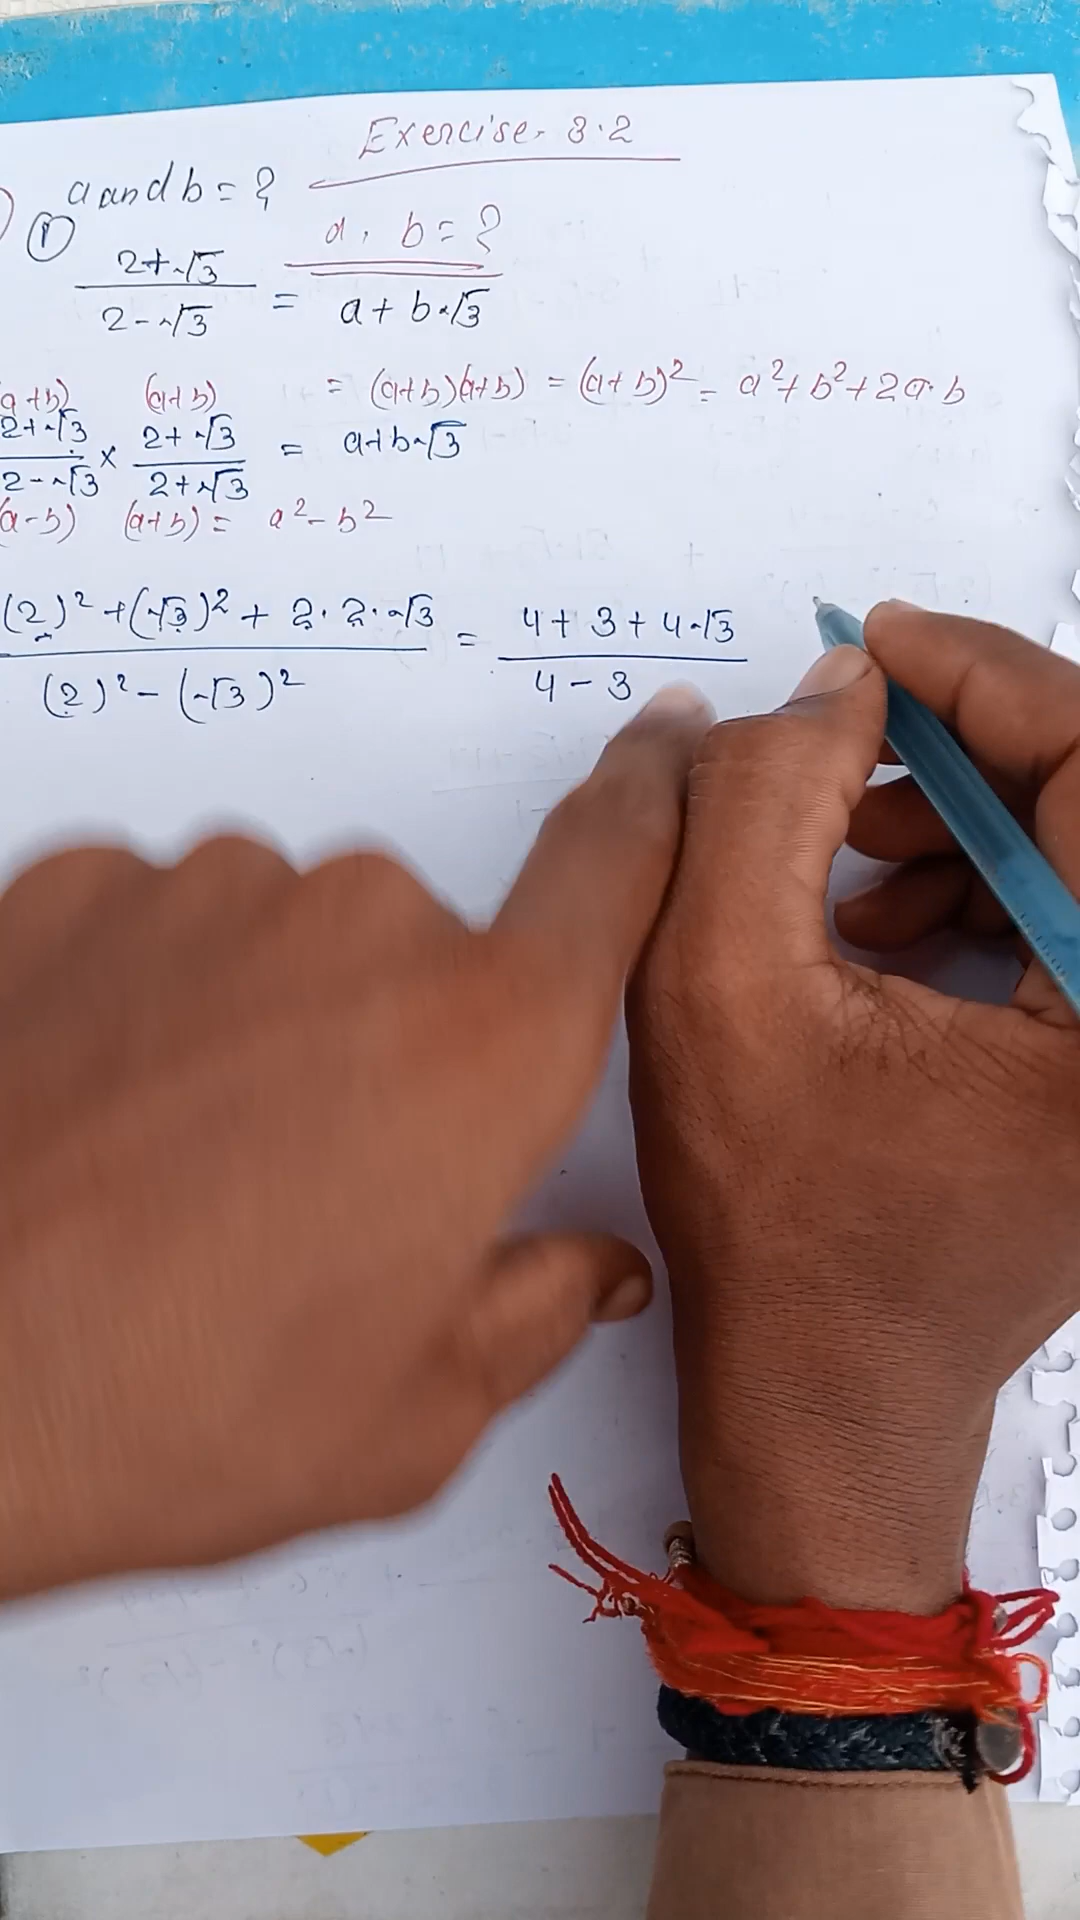 Exercise. 3.2
a and b = ?
a, b = ?
① 2+√3 / 2-√3 = a + b√3
a+b) (a+b) = (a+b)(a+b) = (a+b)² = a²+b²+2a·b
2+√3 / 2-√3 × 2+√3 / 2+√3 = a+b√3
(a-b) (a+b) = a²-b²
(2)²+(√3)²+2·2·√3 / (2)²-(√3)² = 4+3+4√3 / 4-3